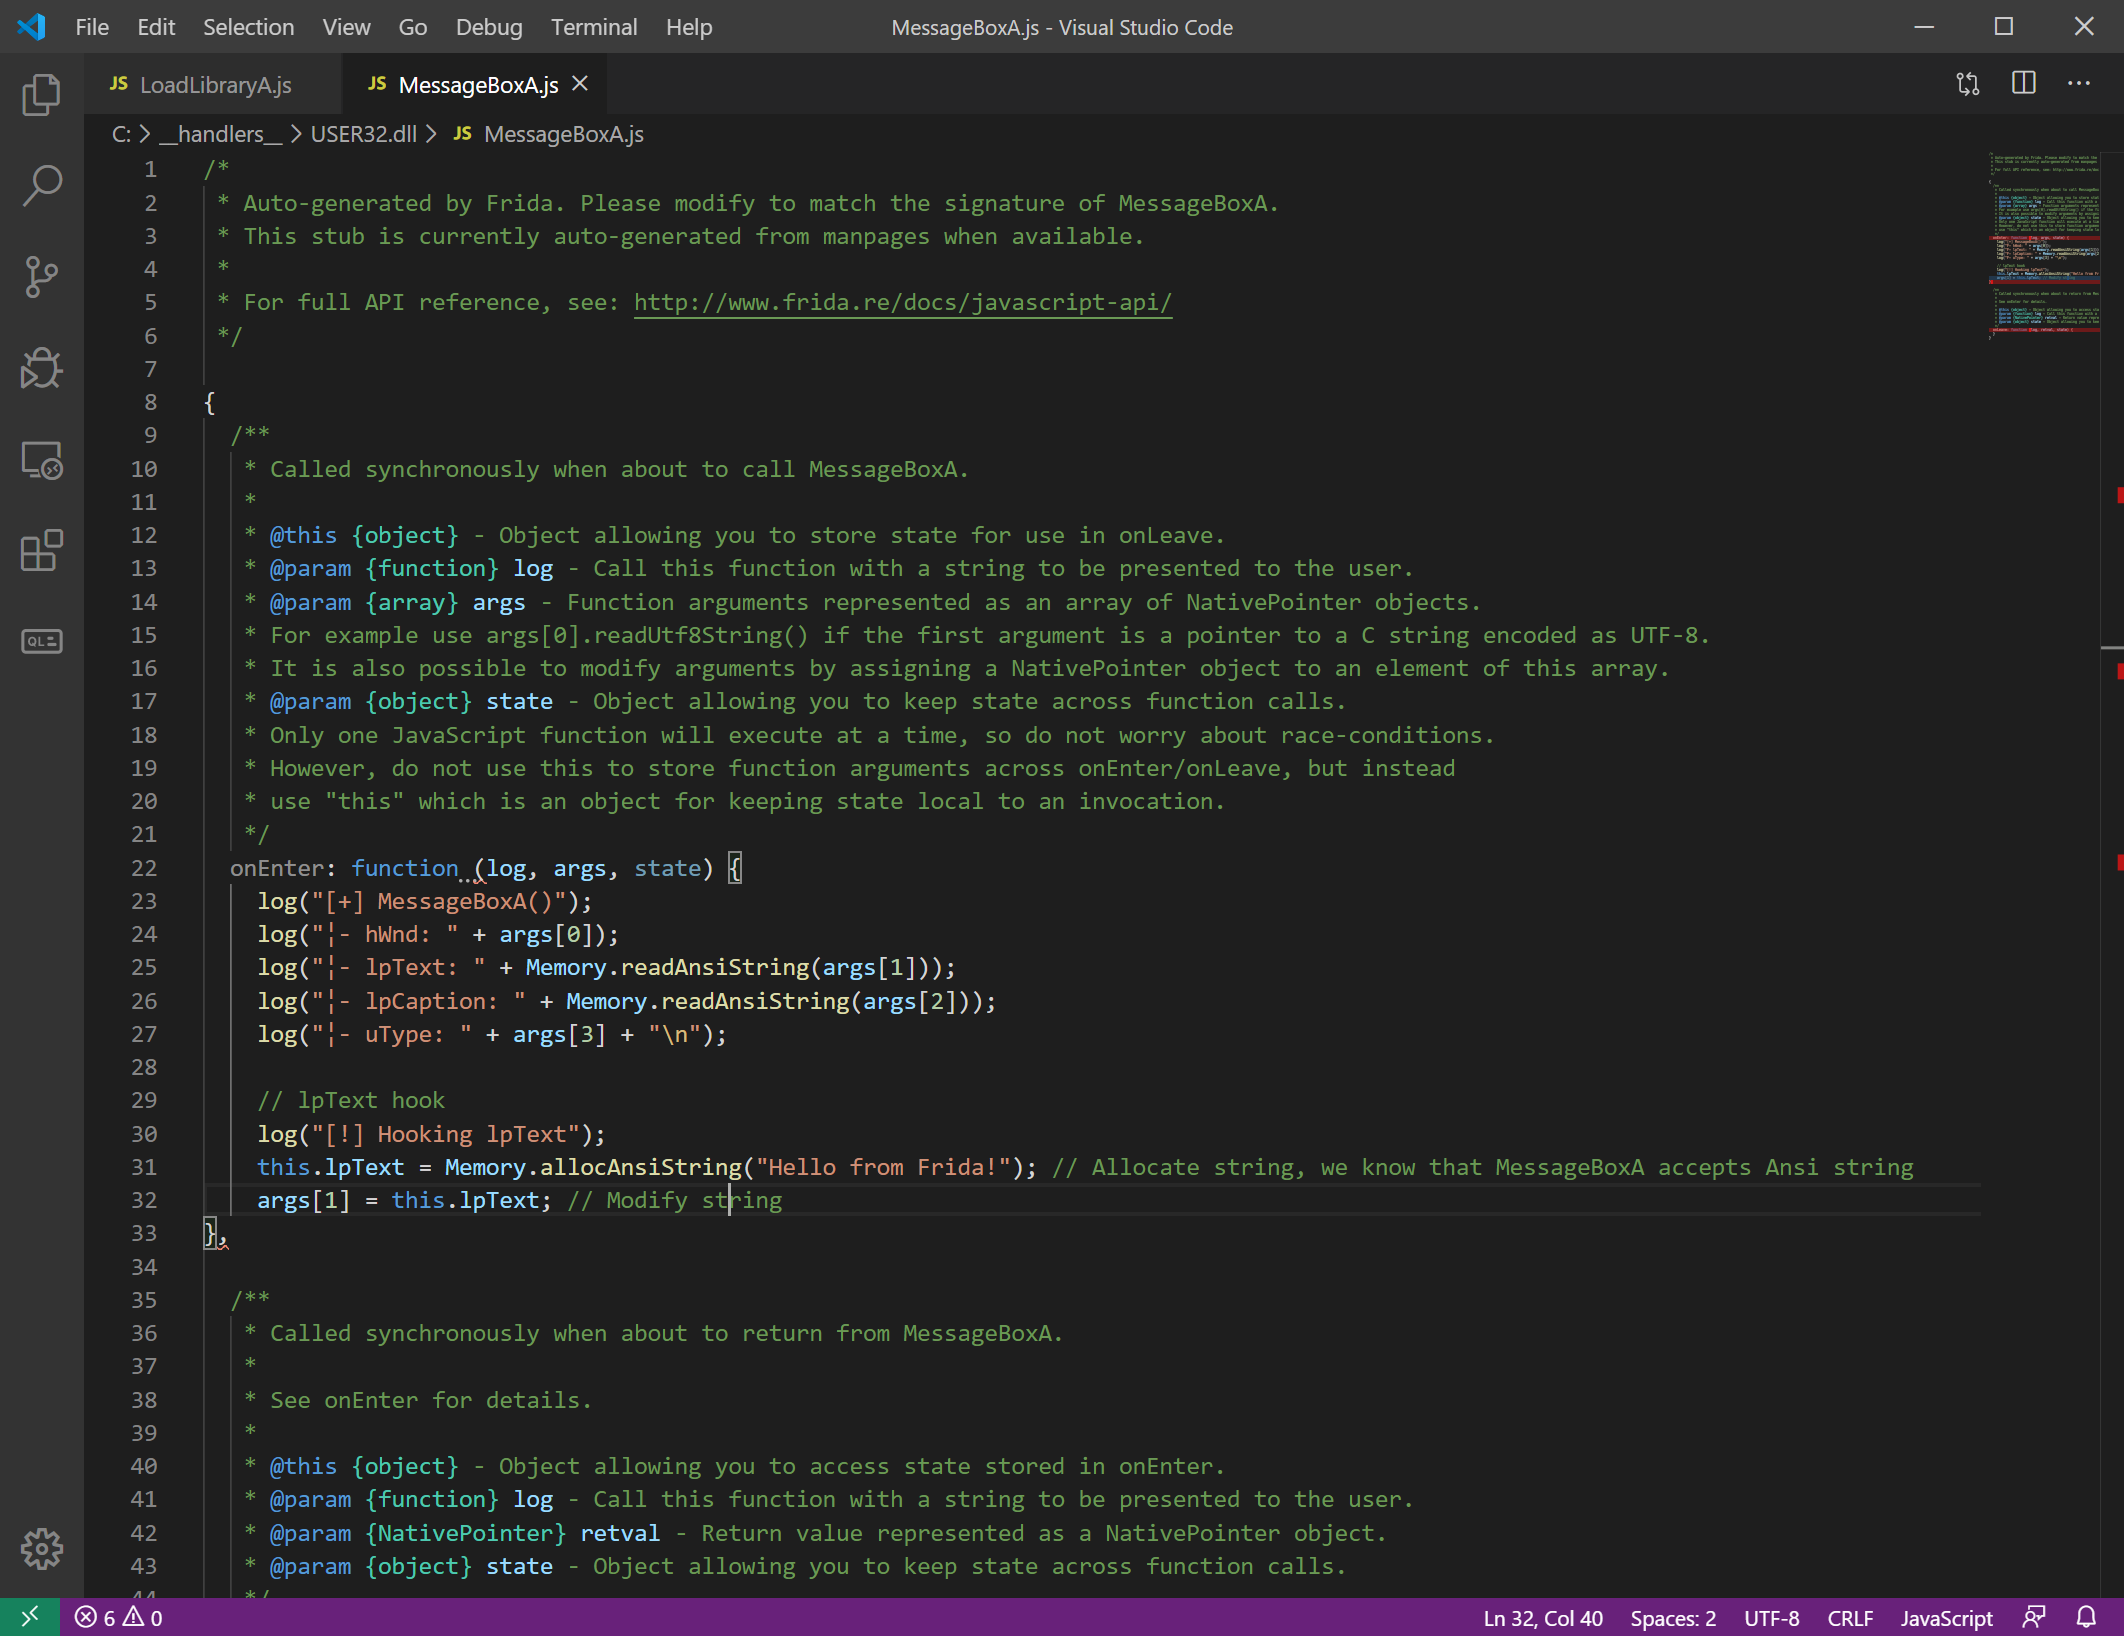 File Edit Selection View Go Debug Terminal Help MessageBoxA.js - Visual Studio Code
JS LoadLibraryA.js JS MessageBoxA.js
C: > __handlers__ > USER32.dll > JS MessageBoxA.js
1 /*
2 * Auto-generated by Frida. Please modify to match the signature of MessageBoxA.
3 * This stub is currently auto-generated from manpages when available.
4 *
5 * For full API reference, see: http://www.frida.re/docs/javascript-api/
6 */
7
8 {
9 /**
10 * Called synchronously when about to call MessageBoxA.
11 *
12 * @this {object} - Object allowing you to store state for use in onLeave.
13 * @param {function} log - Call this function with a string to be presented to the user.
14 * @param {array} args - Function arguments represented as an array of NativePointer objects.
15 * For example use args[0].readUtf8String() if the first argument is a pointer to a C string encoded as UTF-8.
16 * It is also possible to modify arguments by assigning a NativePointer object to an element of this array.
17 * @param {object} state - Object allowing you to keep state across function calls.
18 * Only one JavaScript function will execute at a time, so do not worry about race-conditions.
19 * However, do not use this to store function arguments across onEnter/onLeave, but instead
20 * use "this" which is an object for keeping state local to an invocation.
21 */
22 onEnter: function (log, args, state) {
23 log("[+] MessageBoxA()");
24 log("¦- hWnd: " + args[0]);
25 log("¦- lpText: " + Memory.readAnsiString(args[1]));
26 log("¦- lpCaption: " + Memory.readAnsiString(args[2]));
27 log("¦- uType: " + args[3] + "\n");
28
29 // lpText hook
30 log("[!] Hooking lpText");
31 this.lpText = Memory.allocAnsiString("Hello from Frida!"); // Allocate string, we know that MessageBoxA accepts Ansi string
32 args[1] = this.lpText; // Modify string
33 },
34
35 /**
36 * Called synchronously when about to return from MessageBoxA.
37 *
38 * See onEnter for details.
39 *
40 * @this {object} - Object allowing you to access state stored in onEnter.
41 * @param {function} log - Call this function with a string to be presented to the user.
42 * @param {NativePointer} retval - Return value represented as a NativePointer object.
43 * @param {object} state - Object allowing you to keep state across function calls.
44 */
QL
6 0 Ln 32, Col 40 Spaces: 2 UTF-8 CRLF JavaScript